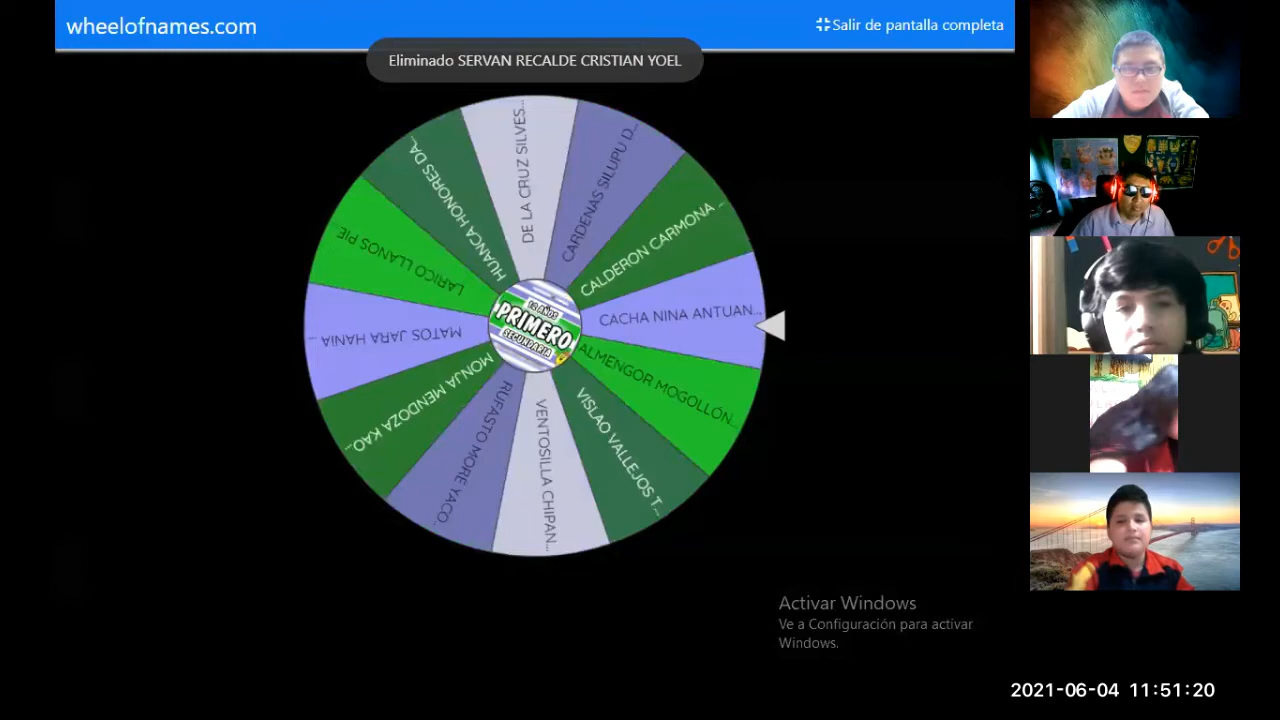 wheelofnames.com
Salir de pantalla completa
Eliminado SERVAN RECALDE CRISTIAN YOEL
DE LA CRUZ SILVES...
CARDENAS SILUPU D...
CALDERON CARMONA ...
CACHA NINA ANTUAN...
ALMENGOR MOGOLLÓN...
VISLAO VALLEJOS T...
VENTOSILLA CHIPAN...
RUFASTO MORE YACO...
MONJA MENDOZA KAO...
MATOS JARA HANIA ...
LARICO LLANOS PIE...
HUANCA HONORES DA...
12 AÑOS
PRIMERO
SECUNDARIA
Activar Windows
Ve a Configuración para activar
Windows.
2021-06-04 11:51:20